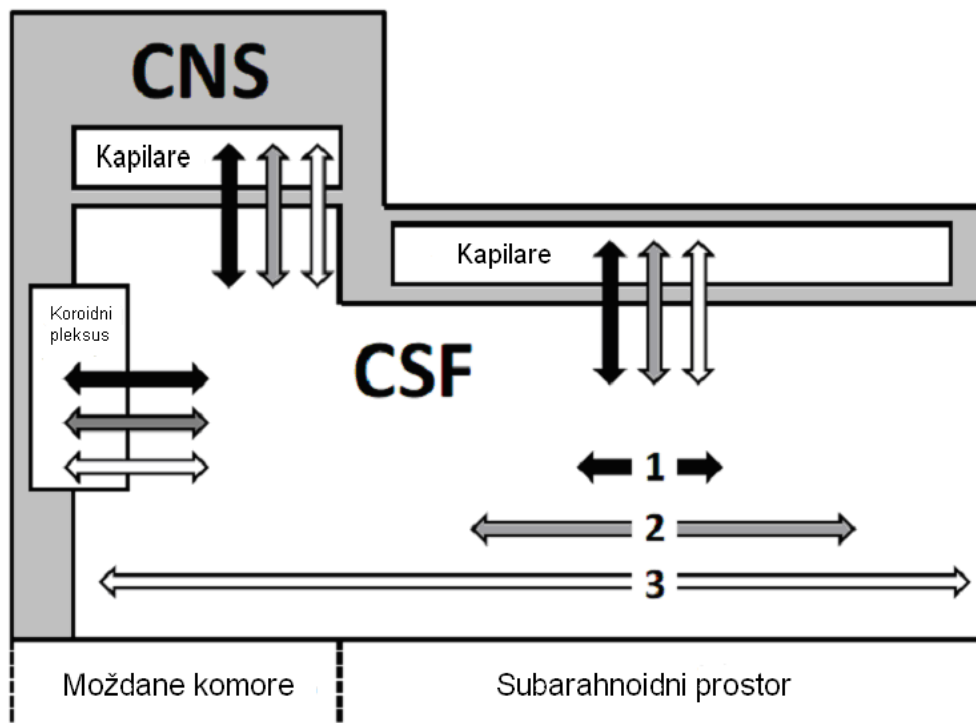 CNS
Kapilare
Kapilare
Koroidni
pleksus
CSF
1
2
3
Moždane komore
Subarahnoidni prostor